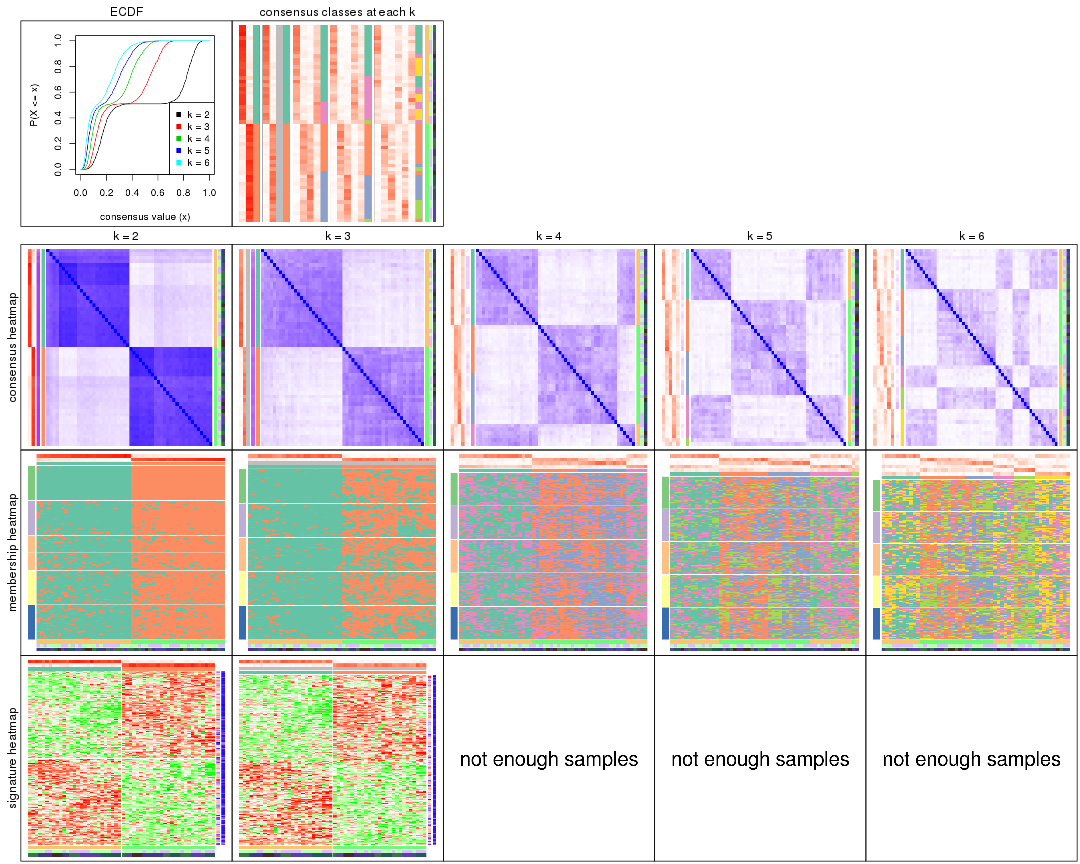 ECDF
consensus classes at each k
P(X <= x)
0.0
0.2
0.4
0.6
0.8
1.0
k = 2
k = 3
k = 4
k = 5
k = 6
0.0 0.2 0.4 0.6 0.8 1.0
consensus value (x)
k = 2
k = 3
k = 4
k = 5
k = 6
consensus heatmap
membership heatmap
signature heatmap
not enough samples
not enough samples
not enough samples